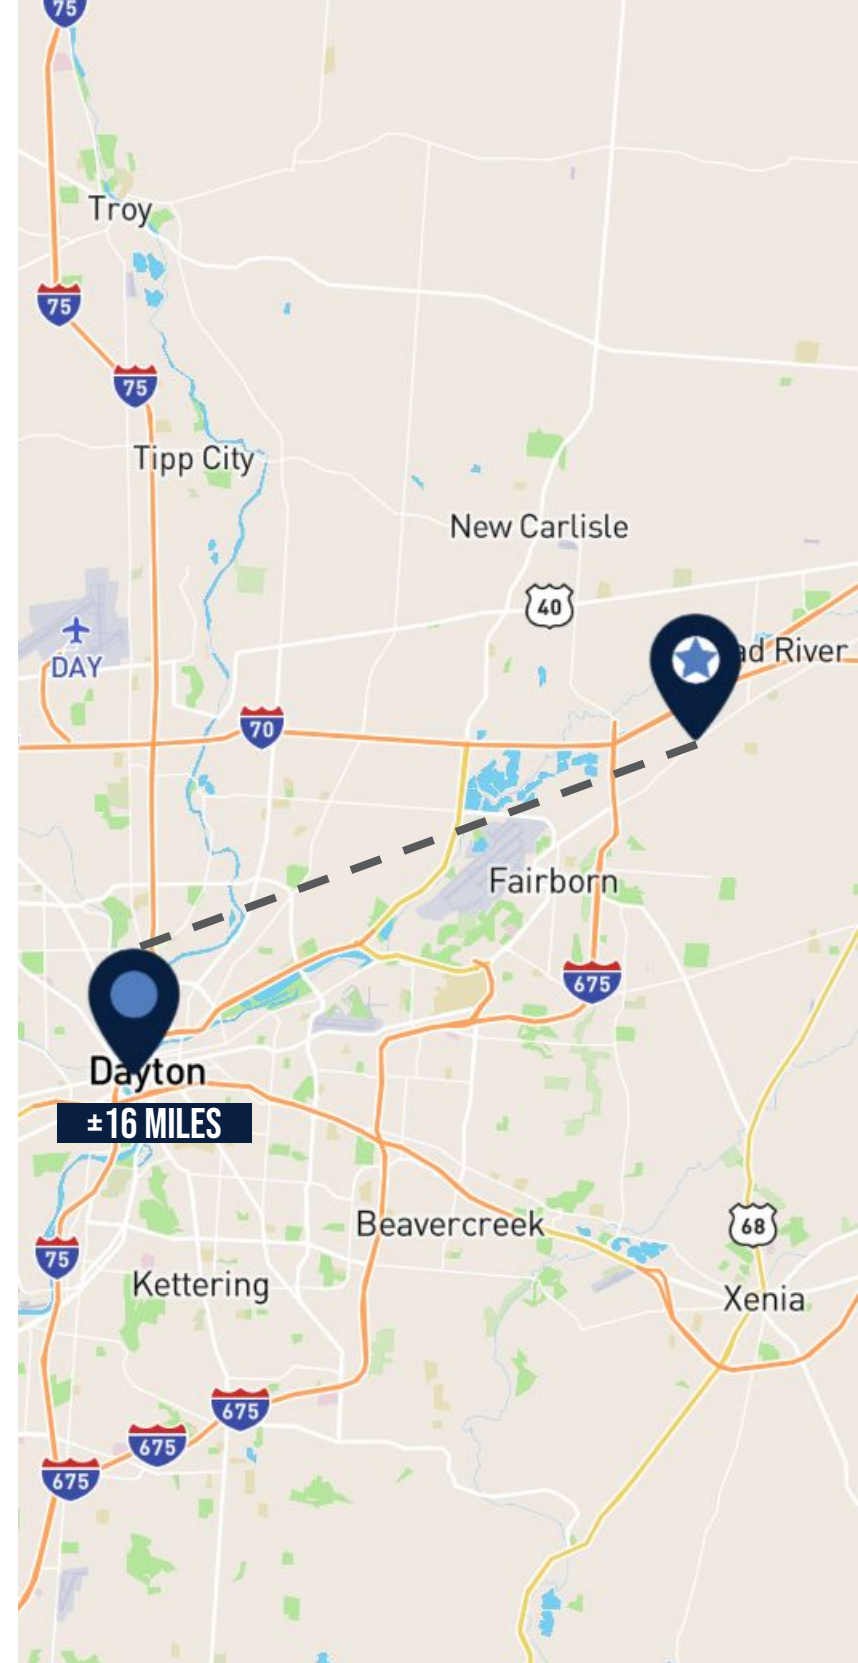 75
Troy
75
75
Tipp City
New Carlisle
40
DAY
ad River
70
Fairborn
675
Dayton
±16 MILES
Beavercreek
68
75
Kettering
Xenia
675
675
675